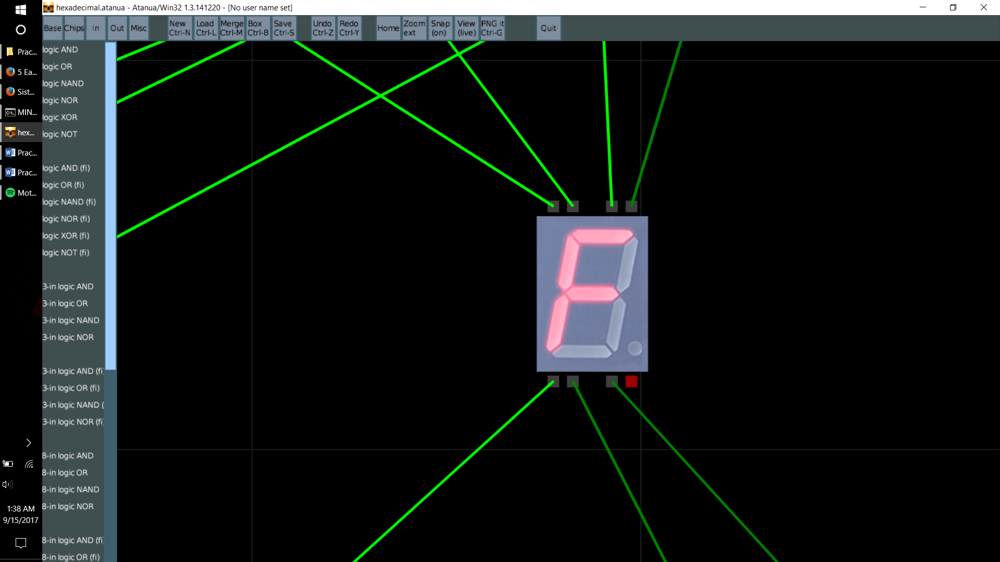 hexadecimal.atanua - Atanua/Win32 1.3.141220 - [No user name set]
Base Chips In Out Misc
New Ctrl-N
Load Ctrl-L
Merge Ctrl-M
Box Ctrl-B
Save Ctrl-S
Undo Ctrl-Z
Redo Ctrl-Y
Home
Zoom ext
Snap (on)
View (live)
PNG it Ctrl-G
Quit
Prac...
5 Ea...
Sist...
MIN...
hex...
Prac...
Prac...
Mot...
1:38 AM
9/15/2017
logic AND
logic OR
logic NAND
logic NOR
logic XOR
logic NOT
logic AND (fi)
logic OR (fi)
logic NAND (fi)
logic NOR (fi)
logic XOR (fi)
logic NOT (fi)
3-in logic AND
3-in logic OR
3-in logic NAND
3-in logic NOR
3-in logic AND (fi)
3-in logic OR (fi)
3-in logic NAND (
3-in logic NOR (fi)
8-in logic AND
8-in logic OR
8-in logic NAND
8-in logic NOR
8-in logic AND (fi)
8-in logic OR (fi)
F